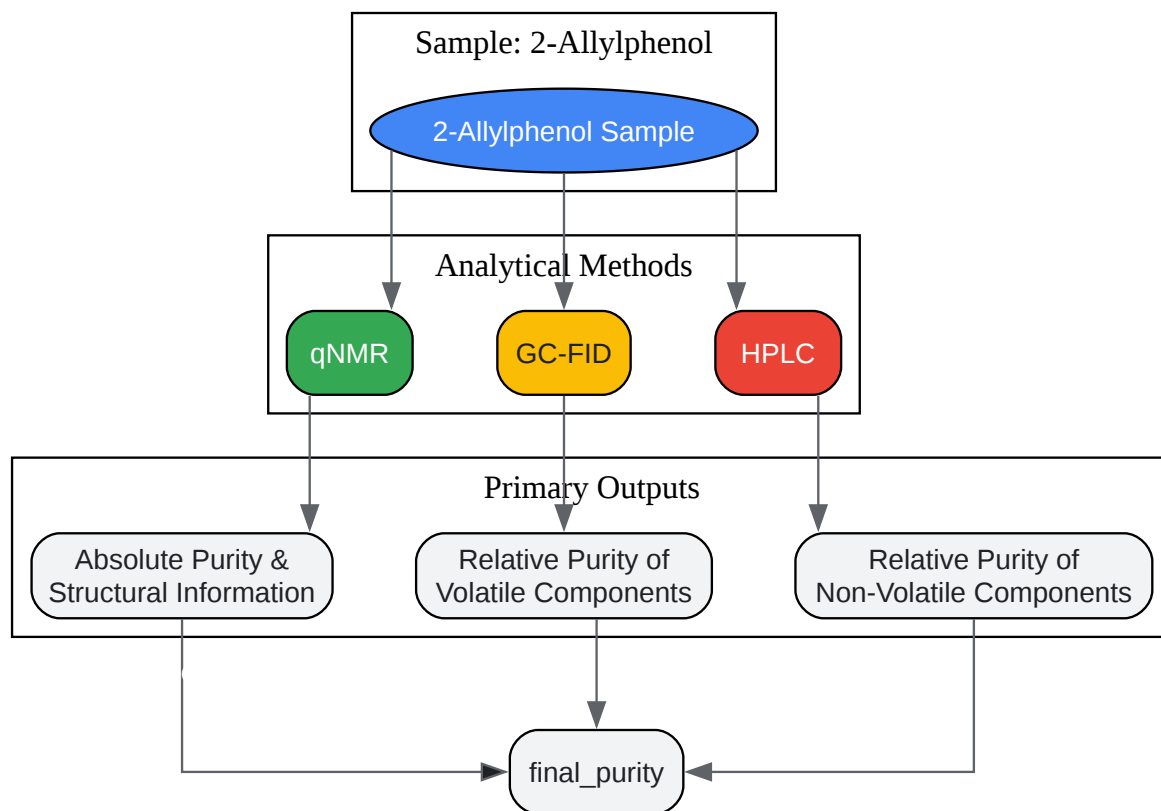 Sample: 2-Allylphenol
2-Allylphenol Sample
Analytical Methods
qNMR
GC-FID
HPLC
Primary Outputs
Absolute Purity &
Structural Information
Relative Purity of
Volatile Components
Relative Purity of
Non-Volatile Components
final_purity